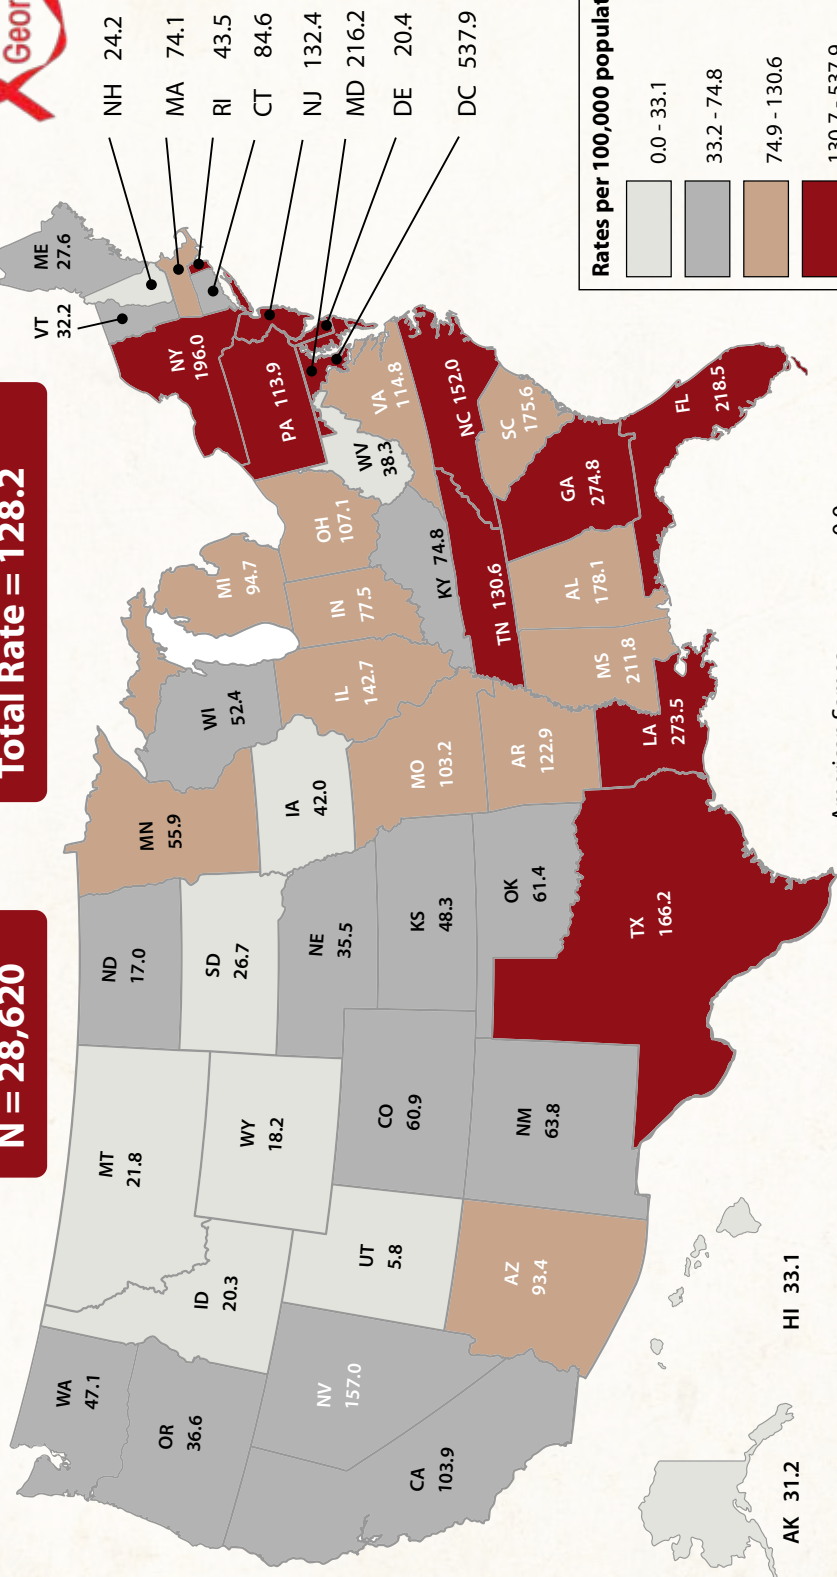 N = 28,620
Total Rate = 128.2
Geor
WA
47.1
OR
36.6
CA
103.9
NV
157.0
ID
20.3
MT
21.8
WY
18.2
UT
5.8
AZ
93.4
CO
60.9
NM
63.8
ND
17.0
SD
26.7
NE
35.5
KS
48.3
OK
61.4
TX
166.2
MN
55.9
IA
42.0
MO
103.2
AR
122.9
LA
273.5
WI
52.4
IL
142.7
MI
94.7
IN
77.5
OH
107.1
KY 74.8
TN 130.6
MS
211.8
AL
178.1
GA
274.8
FL
218.5
SC
175.6
NC 152.0
VA
114.8
WV
38.3
PA 113.9
NY
196.0
VT
32.2
ME
27.6
NH 24.2
MA 74.1
RI 43.5
CT 84.6
NJ 132.4
MD 216.2
DE 20.4
DC 537.9
AK 31.2
HI 33.1
Rates per 100,000 populat
0.0 - 33.1
33.2 - 74.8
74.9 - 130.6
130.7 - 537.9